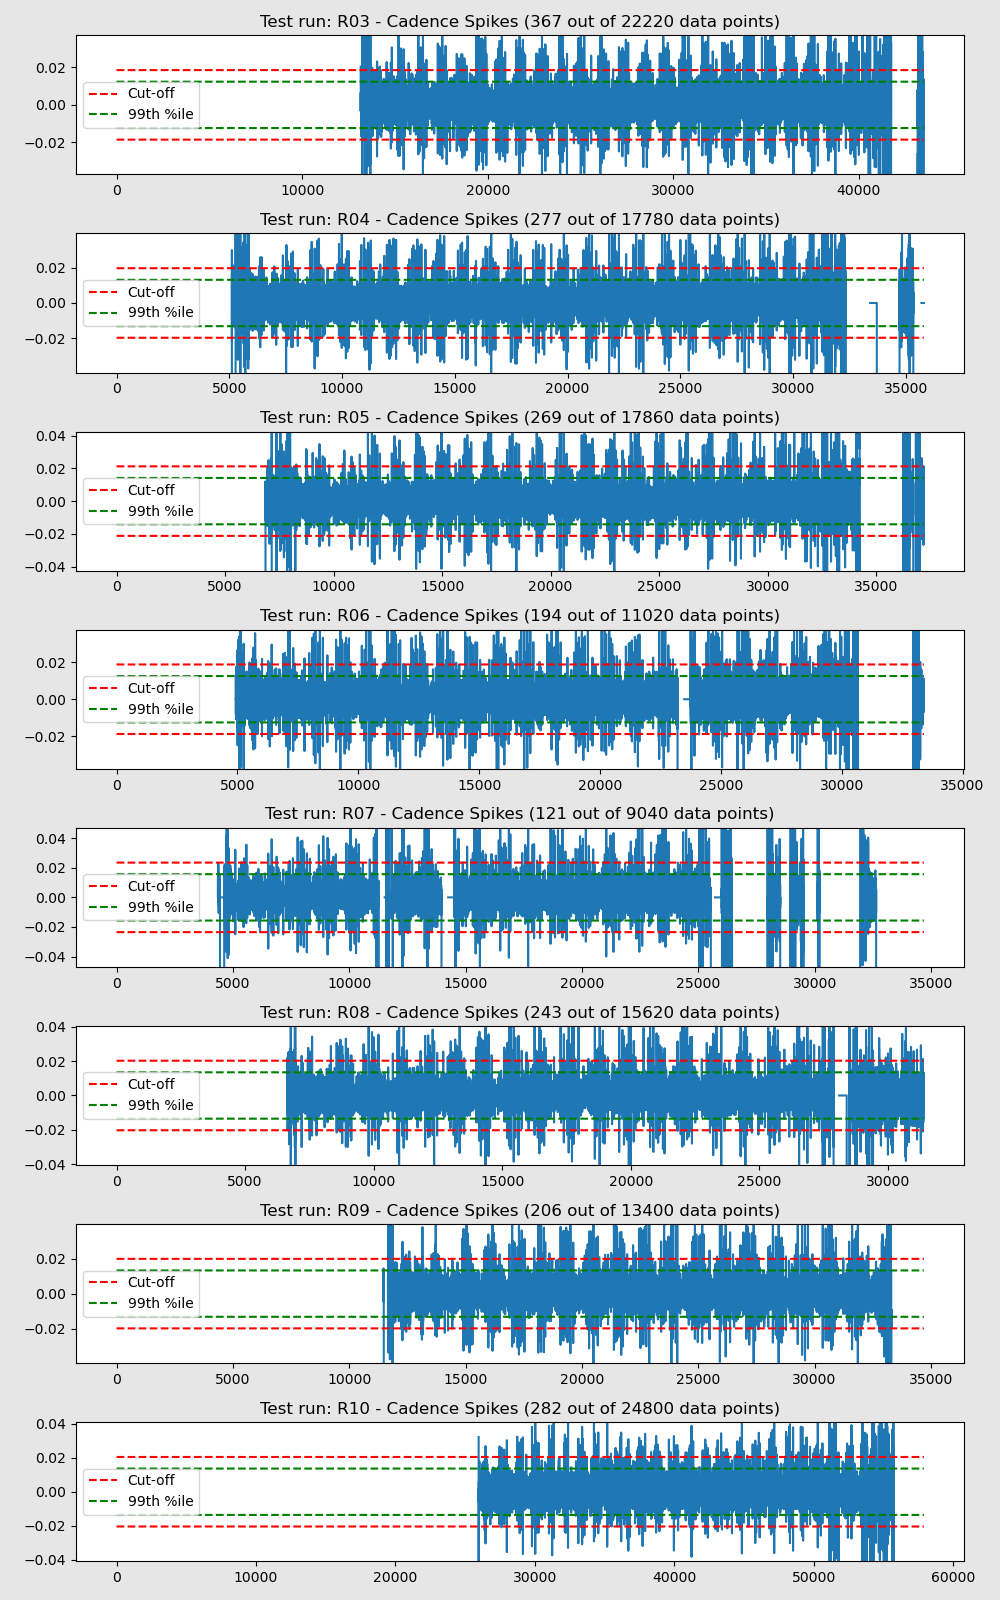 Test run: R03 - Cadence Spikes (367 out of 22220 data points)
0.02
0.00
−0.02
Cut-off
99th %ile
0 10000 20000 30000 40000
Test run: R04 - Cadence Spikes (277 out of 17780 data points)
0.02
0.00
−0.02
Cut-off
99th %ile
0 5000 10000 15000 20000 25000 30000 35000
Test run: R05 - Cadence Spikes (269 out of 17860 data points)
0.04
0.02
0.00
−0.02
−0.04
Cut-off
99th %ile
0 5000 10000 15000 20000 25000 30000 35000
Test run: R06 - Cadence Spikes (194 out of 11020 data points)
0.02
0.00
−0.02
Cut-off
99th %ile
0 5000 10000 15000 20000 25000 30000 35000
Test run: R07 - Cadence Spikes (121 out of 9040 data points)
0.04
0.02
0.00
−0.02
−0.04
Cut-off
99th %ile
0 5000 10000 15000 20000 25000 30000 35000
Test run: R08 - Cadence Spikes (243 out of 15620 data points)
0.04
0.02
0.00
−0.02
−0.04
Cut-off
99th %ile
0 5000 10000 15000 20000 25000 30000
Test run: R09 - Cadence Spikes (206 out of 13400 data points)
0.02
0.00
−0.02
Cut-off
99th %ile
0 5000 10000 15000 20000 25000 30000 35000
Test run: R10 - Cadence Spikes (282 out of 24800 data points)
0.04
0.02
0.00
−0.02
−0.04
Cut-off
99th %ile
0 10000 20000 30000 40000 50000 60000